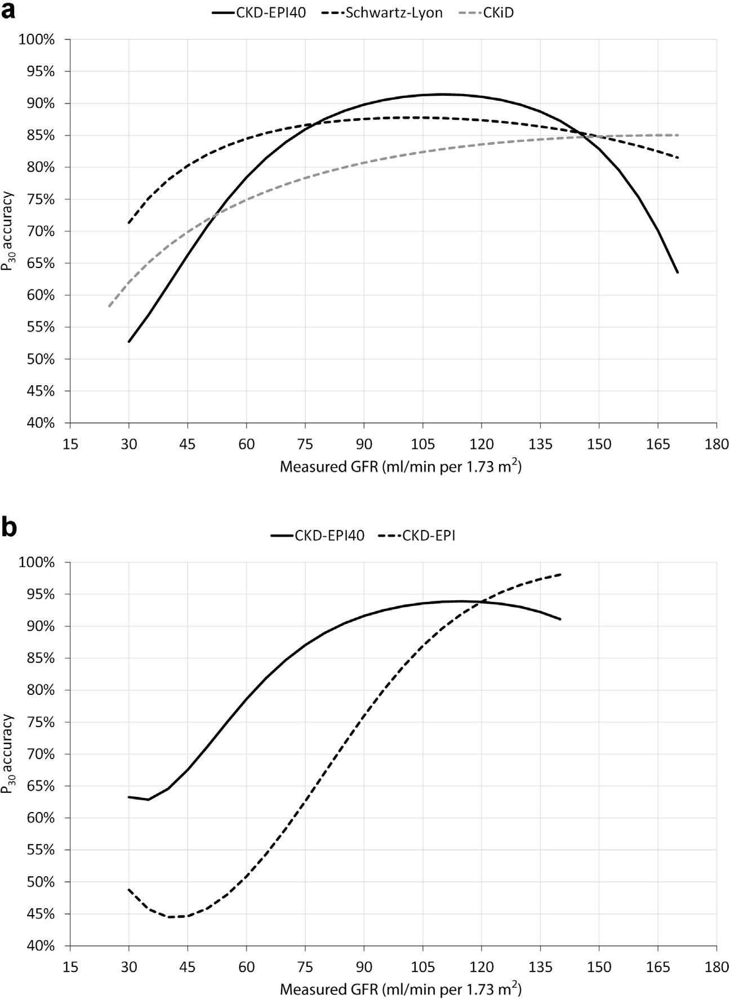 a
CKD-EPI40 Schwartz-Lyon CKiD
100%
95%
90%
85%
80%
75%
70%
65%
60%
55%
50%
45%
40%
P30 accuracy
15 30 45 60 75 90 105 120 135 150 165 180
Measured GFR (ml/min per 1.73 m²)
b
CKD-EPI40 CKD-EPI
100%
95%
90%
85%
80%
75%
70%
65%
60%
55%
50%
45%
40%
P30 accuracy
15 30 45 60 75 90 105 120 135 150 165 180
Measured GFR (ml/min per 1.73 m²)